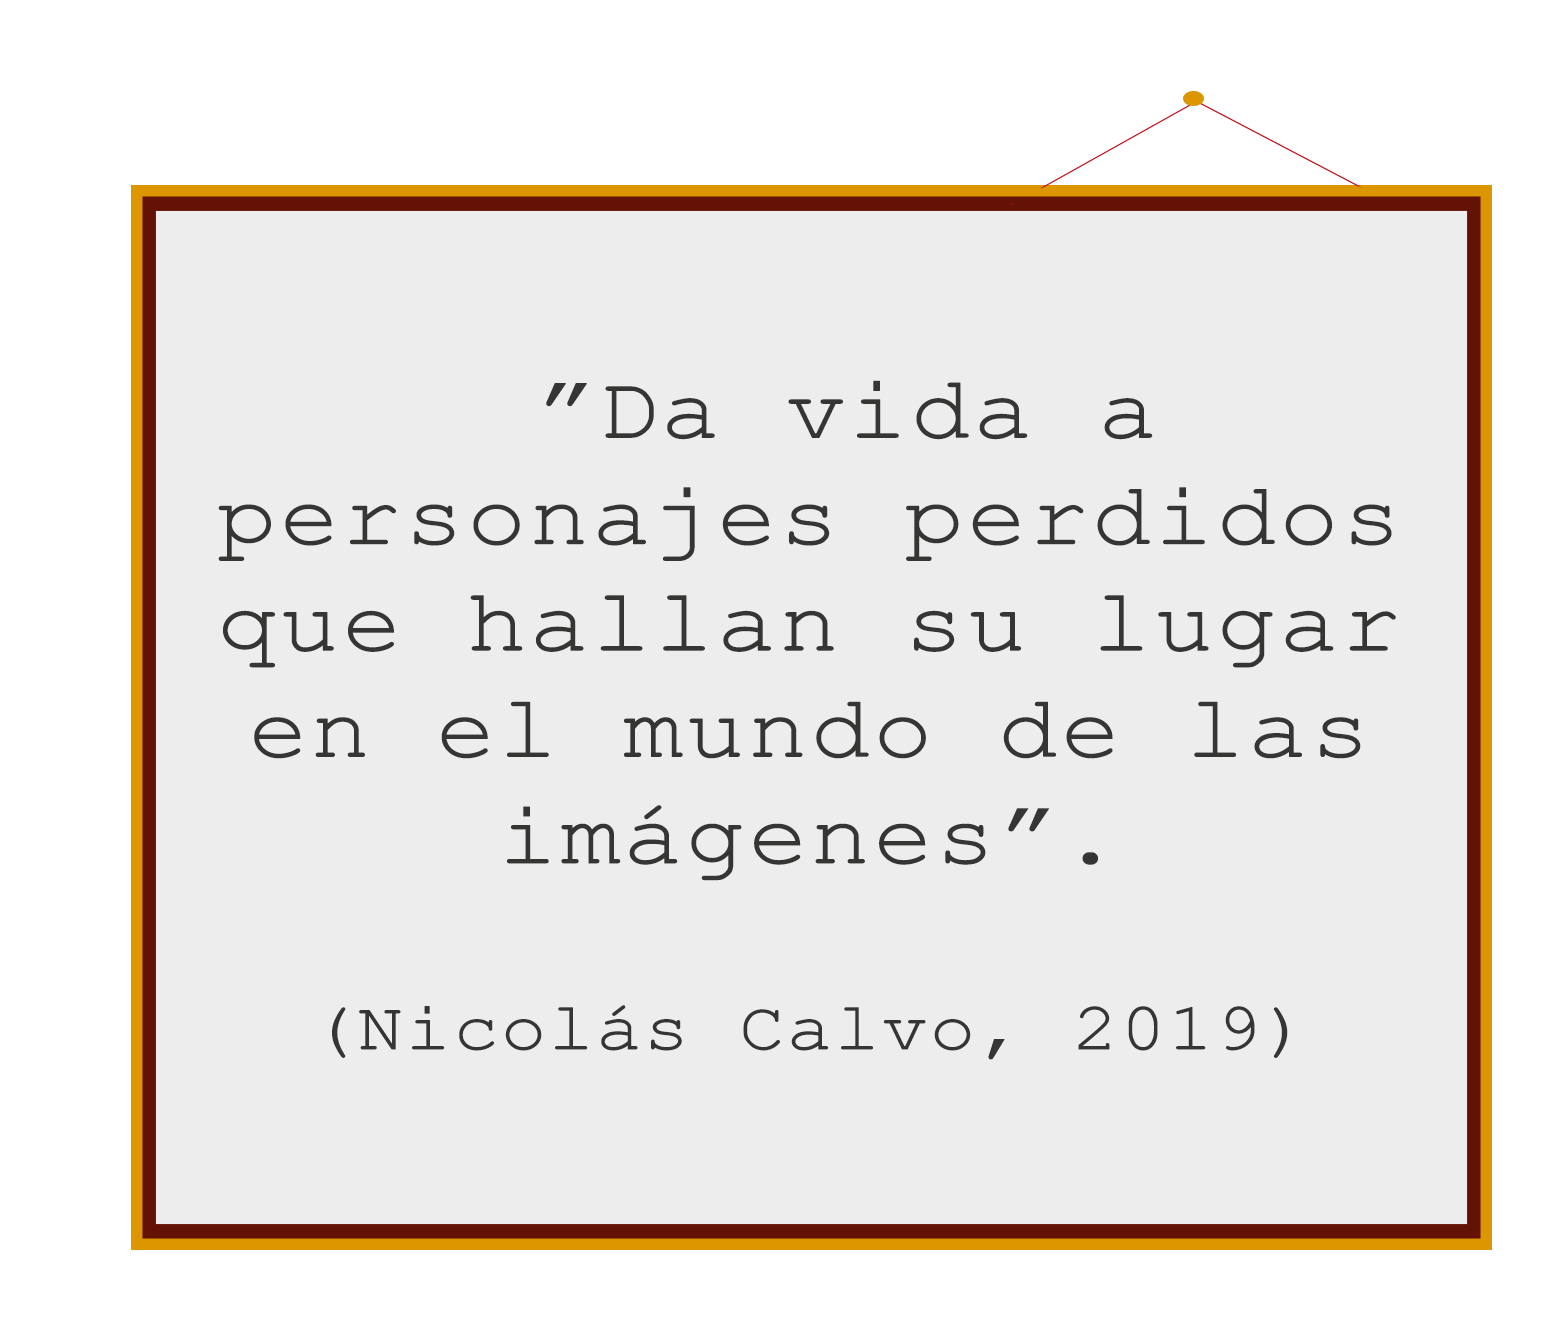 ”Da vida a
personajes perdidos
que hallan su lugar
en el mundo de las
imágenes”.
(Nicolás Calvo, 2019)